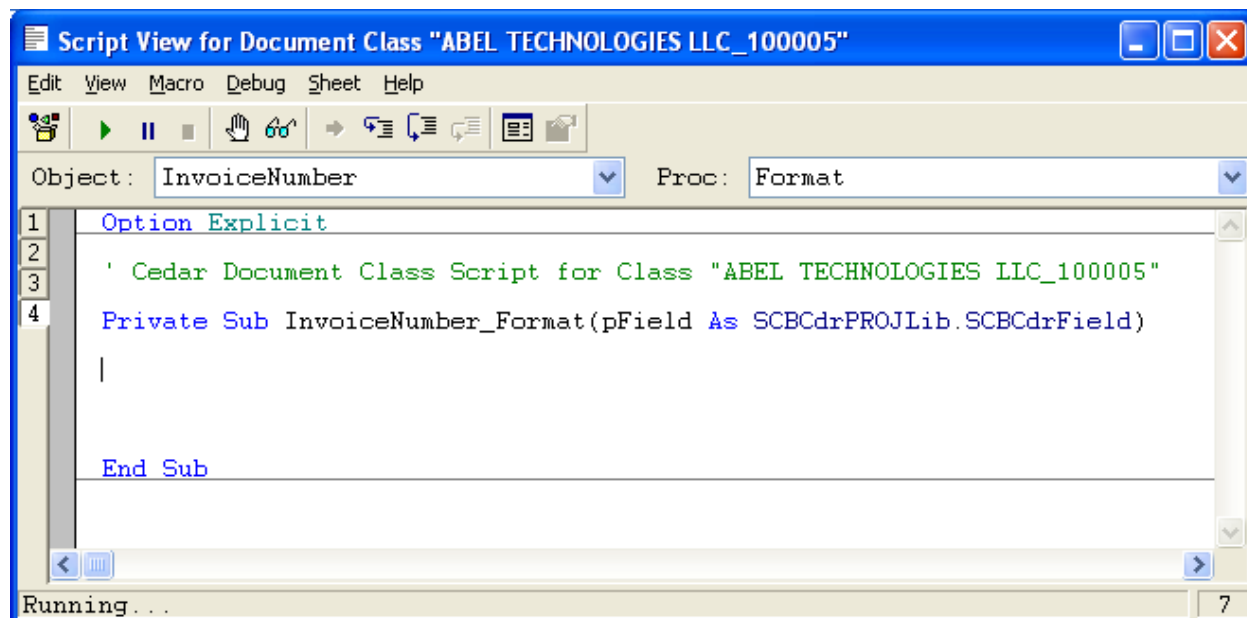 Script View for Document Class "ABEL TECHNOLOGIES LLC_100005"
Edit View Macro Debug Sheet Help
Object: InvoiceNumber Proc: Format
1 Option Explicit
2
3 ' Cedar Document Class Script for Class "ABEL TECHNOLOGIES LLC_100005"
4 Private Sub InvoiceNumber_Format(pField As SCBCdrPROJLib.SCBCdrField)
End Sub
Running... 7